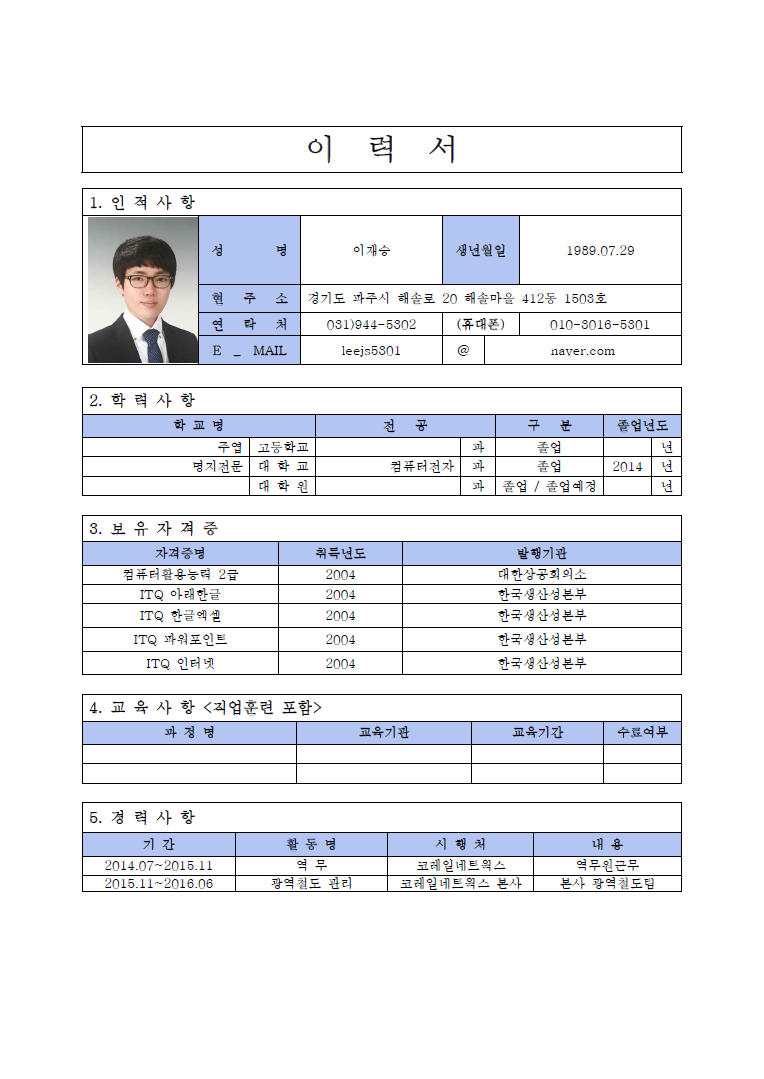 이 력 서
1. 인 적 사 항
성 명 이재승 생년월일 1989.07.29
현 주 소 경기도 파주시 해솔로 20 해솔마을 412동 1503호
연 락 처 031)944-5302 (휴대폰) 010-3016-5301
E _ MAIL leejs5301 @ naver.com
2. 학 력 사 항
학 교 명 전 공 구 분 졸업년도
주엽 고등학교 과 졸업 년
명지전문 대 학 교 컴퓨터전자 과 졸업 2014 년
대 학 원 과 졸업 / 졸업예정 년
3. 보 유 자 격 증
자격증명 취득년도 발행기관
컴퓨터활용능력 2급 2004 대한상공회의소
ITQ 아래한글 2004 한국생산성본부
ITQ 한글엑셀 2004 한국생산성본부
ITQ 파워포인트 2004 한국생산성본부
ITQ 인터넷 2004 한국생산성본부
4. 교 육 사 항 <직업훈련 포함>
과 정 명 교육기관 교육기간 수료여부
5. 경 력 사 항
기 간 활 동 명 시 행 처 내 용
2014.07~2015.11 역 무 코레일네트웍스 역무원근무
2015.11~2016.06 광역철도 관리 코레일네트웍스 본사 본사 광역철도팀